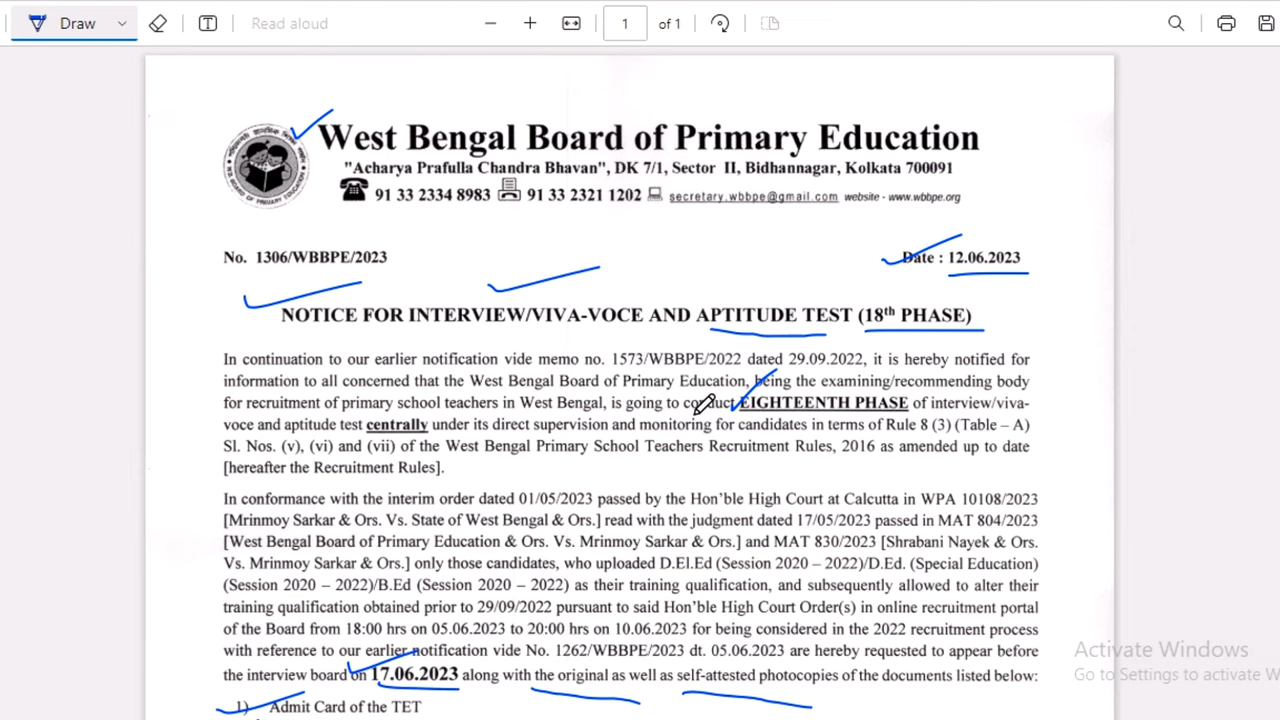 Draw
Read aloud
1 of 1
West Bengal Board of Primary Education
"Acharya Prafulla Chandra Bhavan", DK 7/1, Sector II, Bidhannagar, Kolkata 700091
91 33 2334 8983 91 33 2321 1202 secretary.wbbpe@gmail.com website - www.wbbpe.org
No. 1306/WBBPE/2023 Date : 12.06.2023
NOTICE FOR INTERVIEW/VIVA-VOCE AND APTITUDE TEST (18th PHASE)
In continuation to our earlier notification vide memo no. 1573/WBBPE/2022 dated 29.09.2022, it is hereby notified for
information to all concerned that the West Bengal Board of Primary Education, being the examining/recommending body
for recruitment of primary school teachers in West Bengal, is going to conduct EIGHTEENTH PHASE of interview/viva-
voce and aptitude test centrally under its direct supervision and monitoring for candidates in terms of Rule 8 (3) (Table – A)
Sl. Nos. (v), (vi) and (vii) of the West Bengal Primary School Teachers Recruitment Rules, 2016 as amended up to date
[hereafter the Recruitment Rules].
In conformance with the interim order dated 01/05/2023 passed by the Hon'ble High Court at Calcutta in WPA 10108/2023
[Mrinmoy Sarkar & Ors. Vs. State of West Bengal & Ors.] read with the judgment dated 17/05/2023 passed in MAT 804/2023
[West Bengal Board of Primary Education & Ors. Vs. Mrinmoy Sarkar & Ors.] and MAT 830/2023 [Shrabani Nayek & Ors.
Vs. Mrinmoy Sarkar & Ors.] only those candidates, who uploaded D.El.Ed (Session 2020 – 2022)/D.Ed. (Special Education)
(Session 2020 – 2022)/B.Ed (Session 2020 – 2022) as their training qualification, and subsequently allowed to alter their
training qualification obtained prior to 29/09/2022 pursuant to said Hon'ble High Court Order(s) in online recruitment portal
of the Board from 18:00 hrs on 05.06.2023 to 20:00 hrs on 10.06.2023 for being considered in the 2022 recruitment process
with reference to our earlier notification vide No. 1262/WBBPE/2023 dt. 05.06.2023 are hereby requested to appear before
the interview board on 17.06.2023 along with the original as well as self-attested photocopies of the documents listed below:
1) Admit Card of the TET
Activate Windows
Go to Settings to activate W